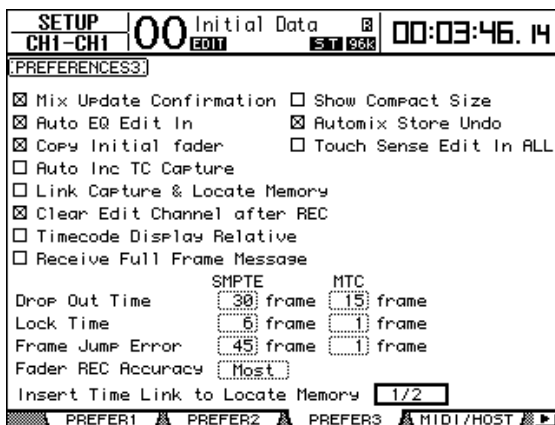 SETUP 00 Initial Data B 00:03:46.14
CH1-CH1 EDIT ST 96K
PREFERENCES3
Mix Update Confirmation Show Compact Size
Auto EQ Edit In Automix Store Undo
Copy Initial fader Touch Sense Edit In ALL
Auto Inc TC Capture
Link Capture & Locate Memory
Clear Edit Channel after REC
Timecode Display Relative
Receive Full Frame Message
SMPTE MTC
Drop Out Time 30 frame 15 frame
Lock Time 6 frame 1 frame
Frame Jump Error 45 frame 1 frame
Fader REC Accuracy Most
Insert Time Link to Locate Memory 1/2
PREFER1 PREFER2 PREFER3 MIDI/HOST